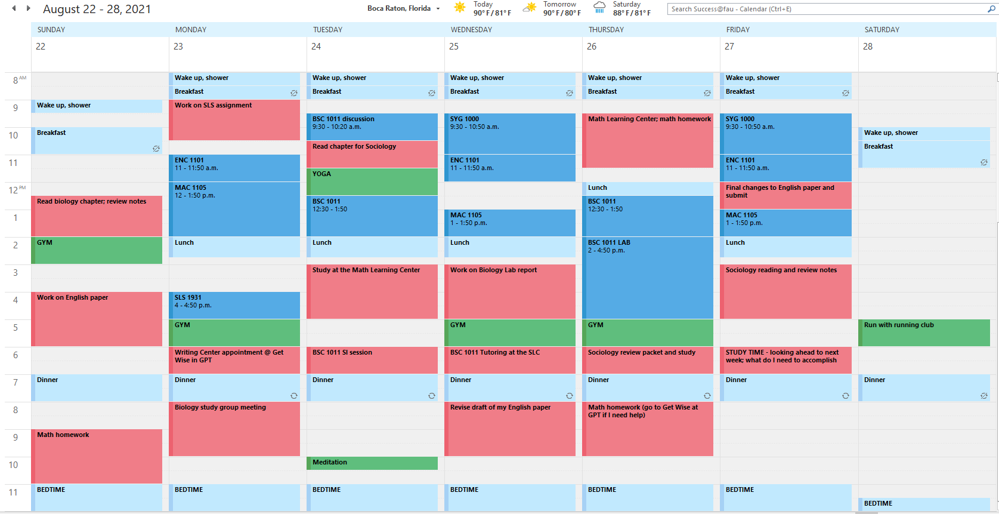 August 22 - 28, 2021
Boca Raton, Florida
Today
90°F/81°F
Tomorrow
90°F/80°F
Saturday
88°F/81°F
Search Success@fau - Calendar (Ctrl+E)
SUNDAY
MONDAY
TUESDAY
WEDNESDAY
THURSDAY
FRIDAY
SATURDAY
22
23
24
25
26
27
28
8 AM
9
10
11
12 PM
1
2
3
4
5
6
7
8
9
10
11
Wake up, shower
Breakfast
Read biology chapter; review notes
GYM
Work on English paper
Dinner
Math homework
BEDTIME
Wake up, shower
Breakfast
Work on SLS assignment
ENC 1101
11 - 11:50 a.m.
MAC 1105
12 - 1:50 p.m.
Lunch
SLS 1931
4 - 4:50 p.m.
GYM
Writing Center appointment @ Get
Wise in GPT
Dinner
Biology study group meeting
BEDTIME
Wake up, shower
Breakfast
BSC 1011 discussion
9:30 - 10:20 a.m.
Read chapter for Sociology
YOGA
BSC 1011
12:30 - 1:50
Lunch
Study at the Math Learning Center
BSC 1011 SI session
Dinner
Meditation
BEDTIME
Wake up, shower
Breakfast
SYG 1000
9:30 - 10:50 a.m.
ENC 1101
11 - 11:50 a.m.
MAC 1105
1 - 1:50 p.m.
Lunch
Work on Biology Lab report
GYM
BSC 1011 Tutoring at the SLC
Dinner
Revise draft of my English paper
BEDTIME
Wake up, shower
Breakfast
Math Learning Center; math homework
Lunch
BSC 1011
12:30 - 1:50
BSC 1011 LAB
2 - 4:50 p.m.
GYM
Sociology review packet and study
Dinner
Math homework (go to Get Wise at
GPT if I need help)
BEDTIME
Wake up, shower
Breakfast
SYG 1000
9:30 - 10:50 a.m.
ENC 1101
11 - 11:50 a.m.
Final changes to English paper and
submit
MAC 1105
1 - 1:50 p.m.
Lunch
Sociology reading and review notes
STUDY TIME - looking ahead to next
week; what do I need to accomplish
Dinner
BEDTIME
Wake up, shower
Breakfast
Run with running club
Dinner
BEDTIME